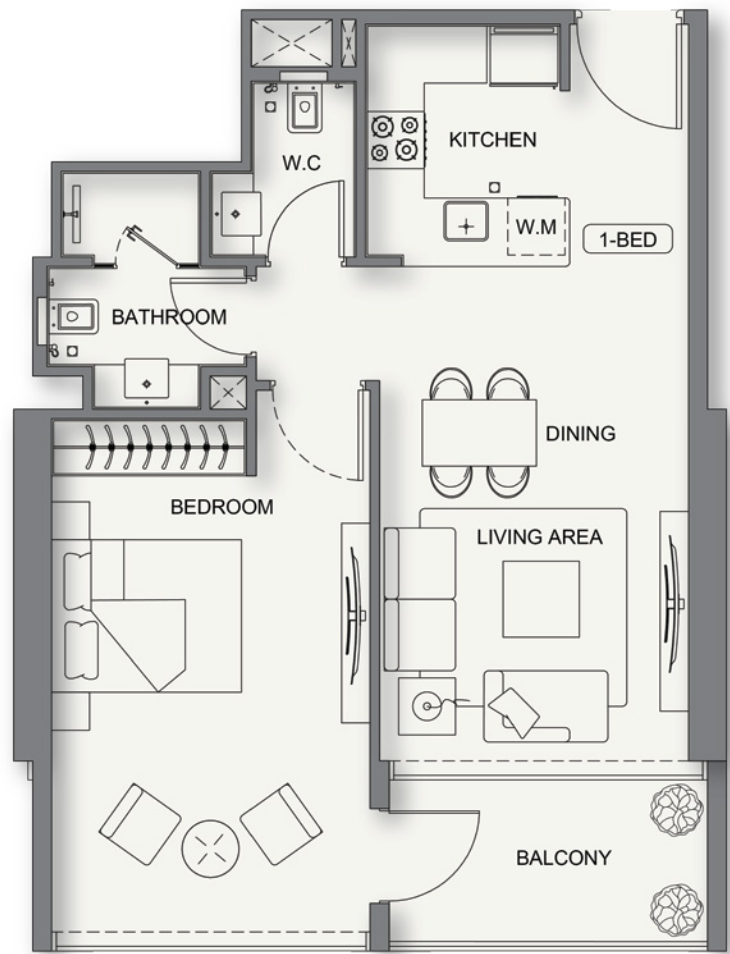 KITCHEN
W.C
W.M
1-BED
BATHROOM
DINING
BEDROOM
LIVING AREA
BALCONY